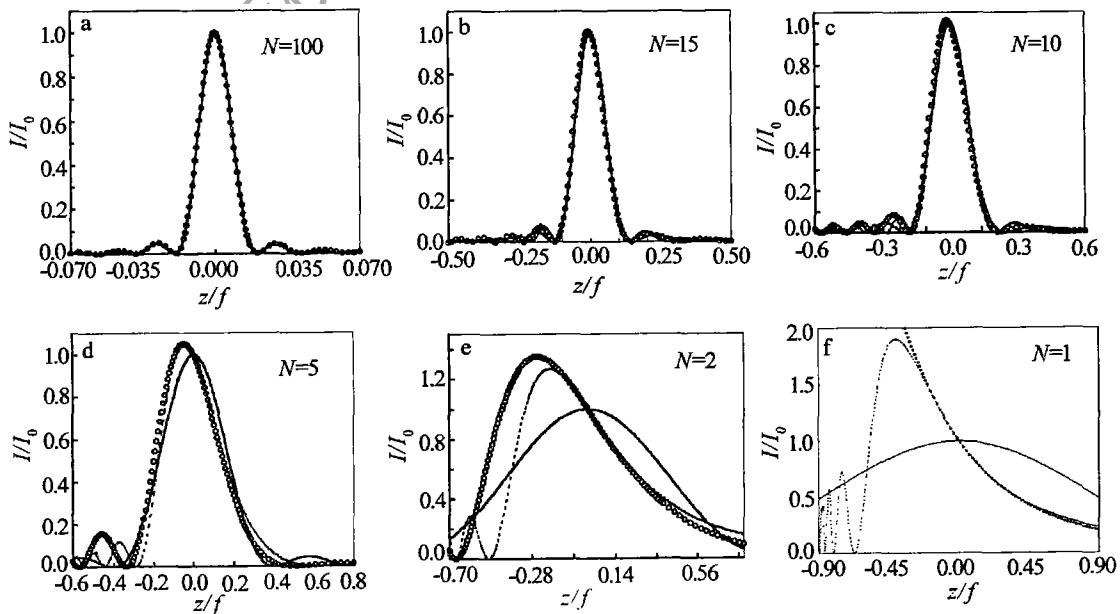 a
N=100
I/I₀
1.0
0.8
0.6
0.4
0.2
0.0
-0.070 -0.035 0.000 0.035 0.070
z/f
b
N=15
I/I₀
1.0
0.8
0.6
0.4
0.2
0.0
-0.50 -0.25 0.00 0.25 0.50
z/f
c
N=10
I/I₀
1.0
0.8
0.6
0.4
0.2
0.0
-0.6 -0.3 0.0 0.3 0.6
z/f
d
N=5
I/I₀
1.0
0.8
0.6
0.4
0.2
0.0
-0.6 -0.2 0.0 0.2 0.4 0.8
z/f
e
N=2
I/I₀
1.2
0.8
0.4
0.0
-0.70 -0.28 0.14 0.56
z/f
f
N=1
I/I₀
2.0
1.5
1.0
0.5
0.0
-0.90 -0.45 0.00 0.45 0.90
z/f